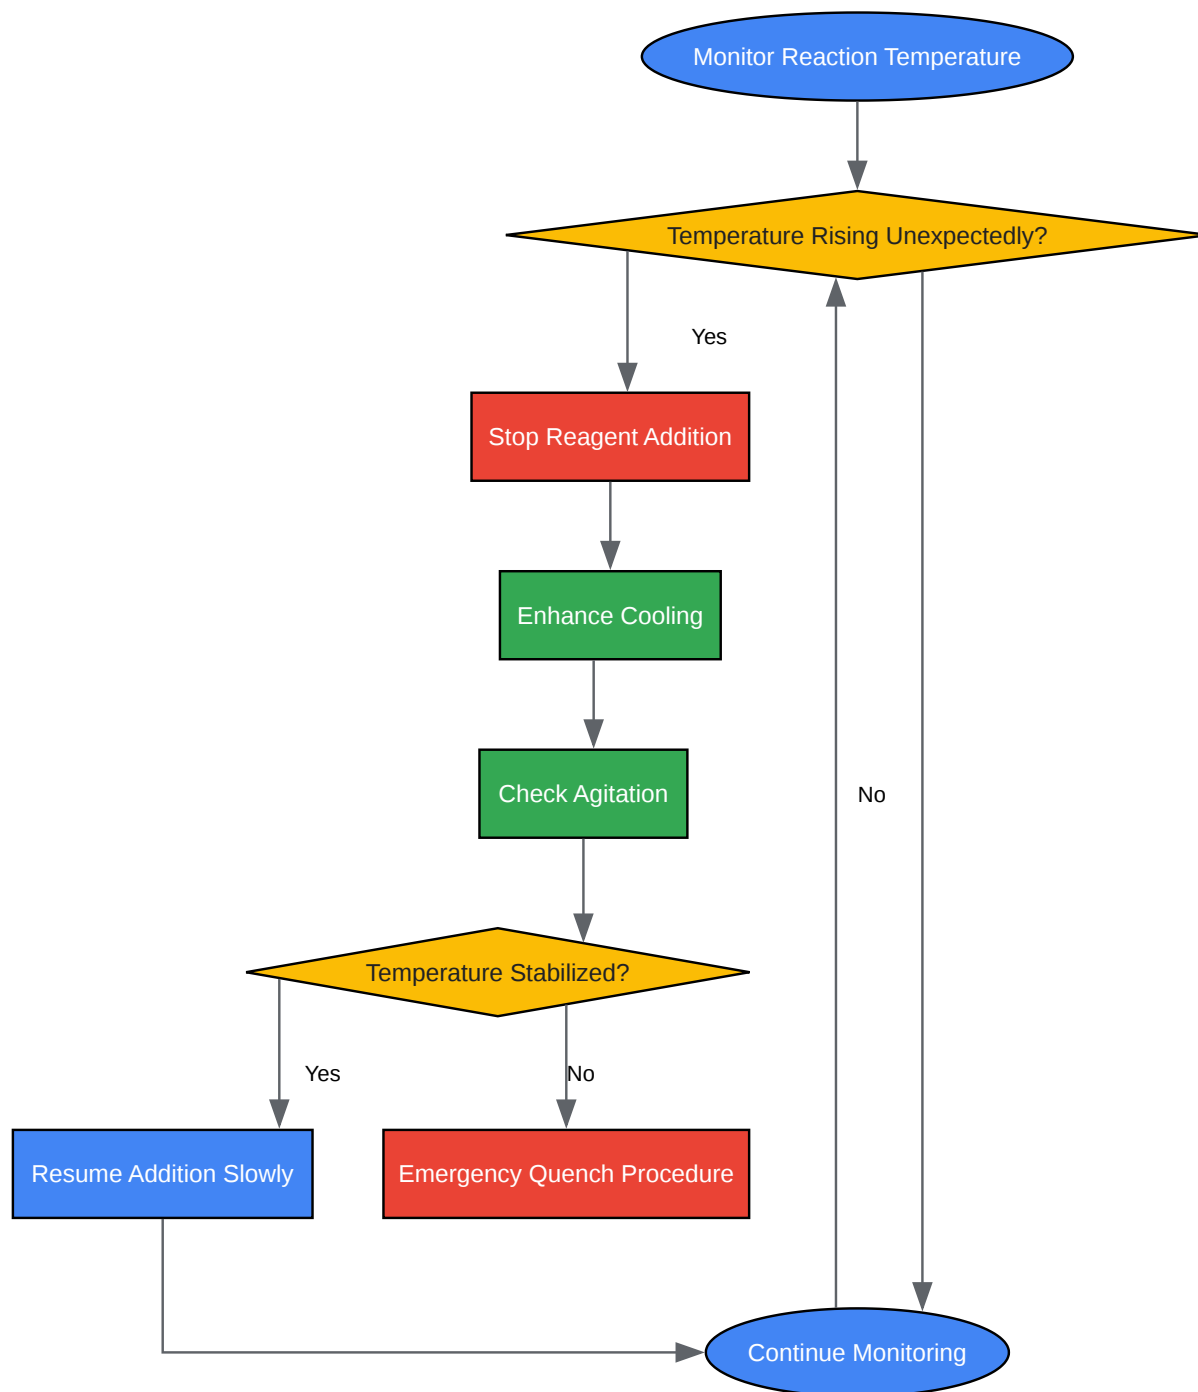 Monitor Reaction Temperature
Temperature Rising Unexpectedly?
Yes
Stop Reagent Addition
Enhance Cooling
Check Agitation
No
Temperature Stabilized?
Yes
No
Resume Addition Slowly
Emergency Quench Procedure
Continue Monitoring